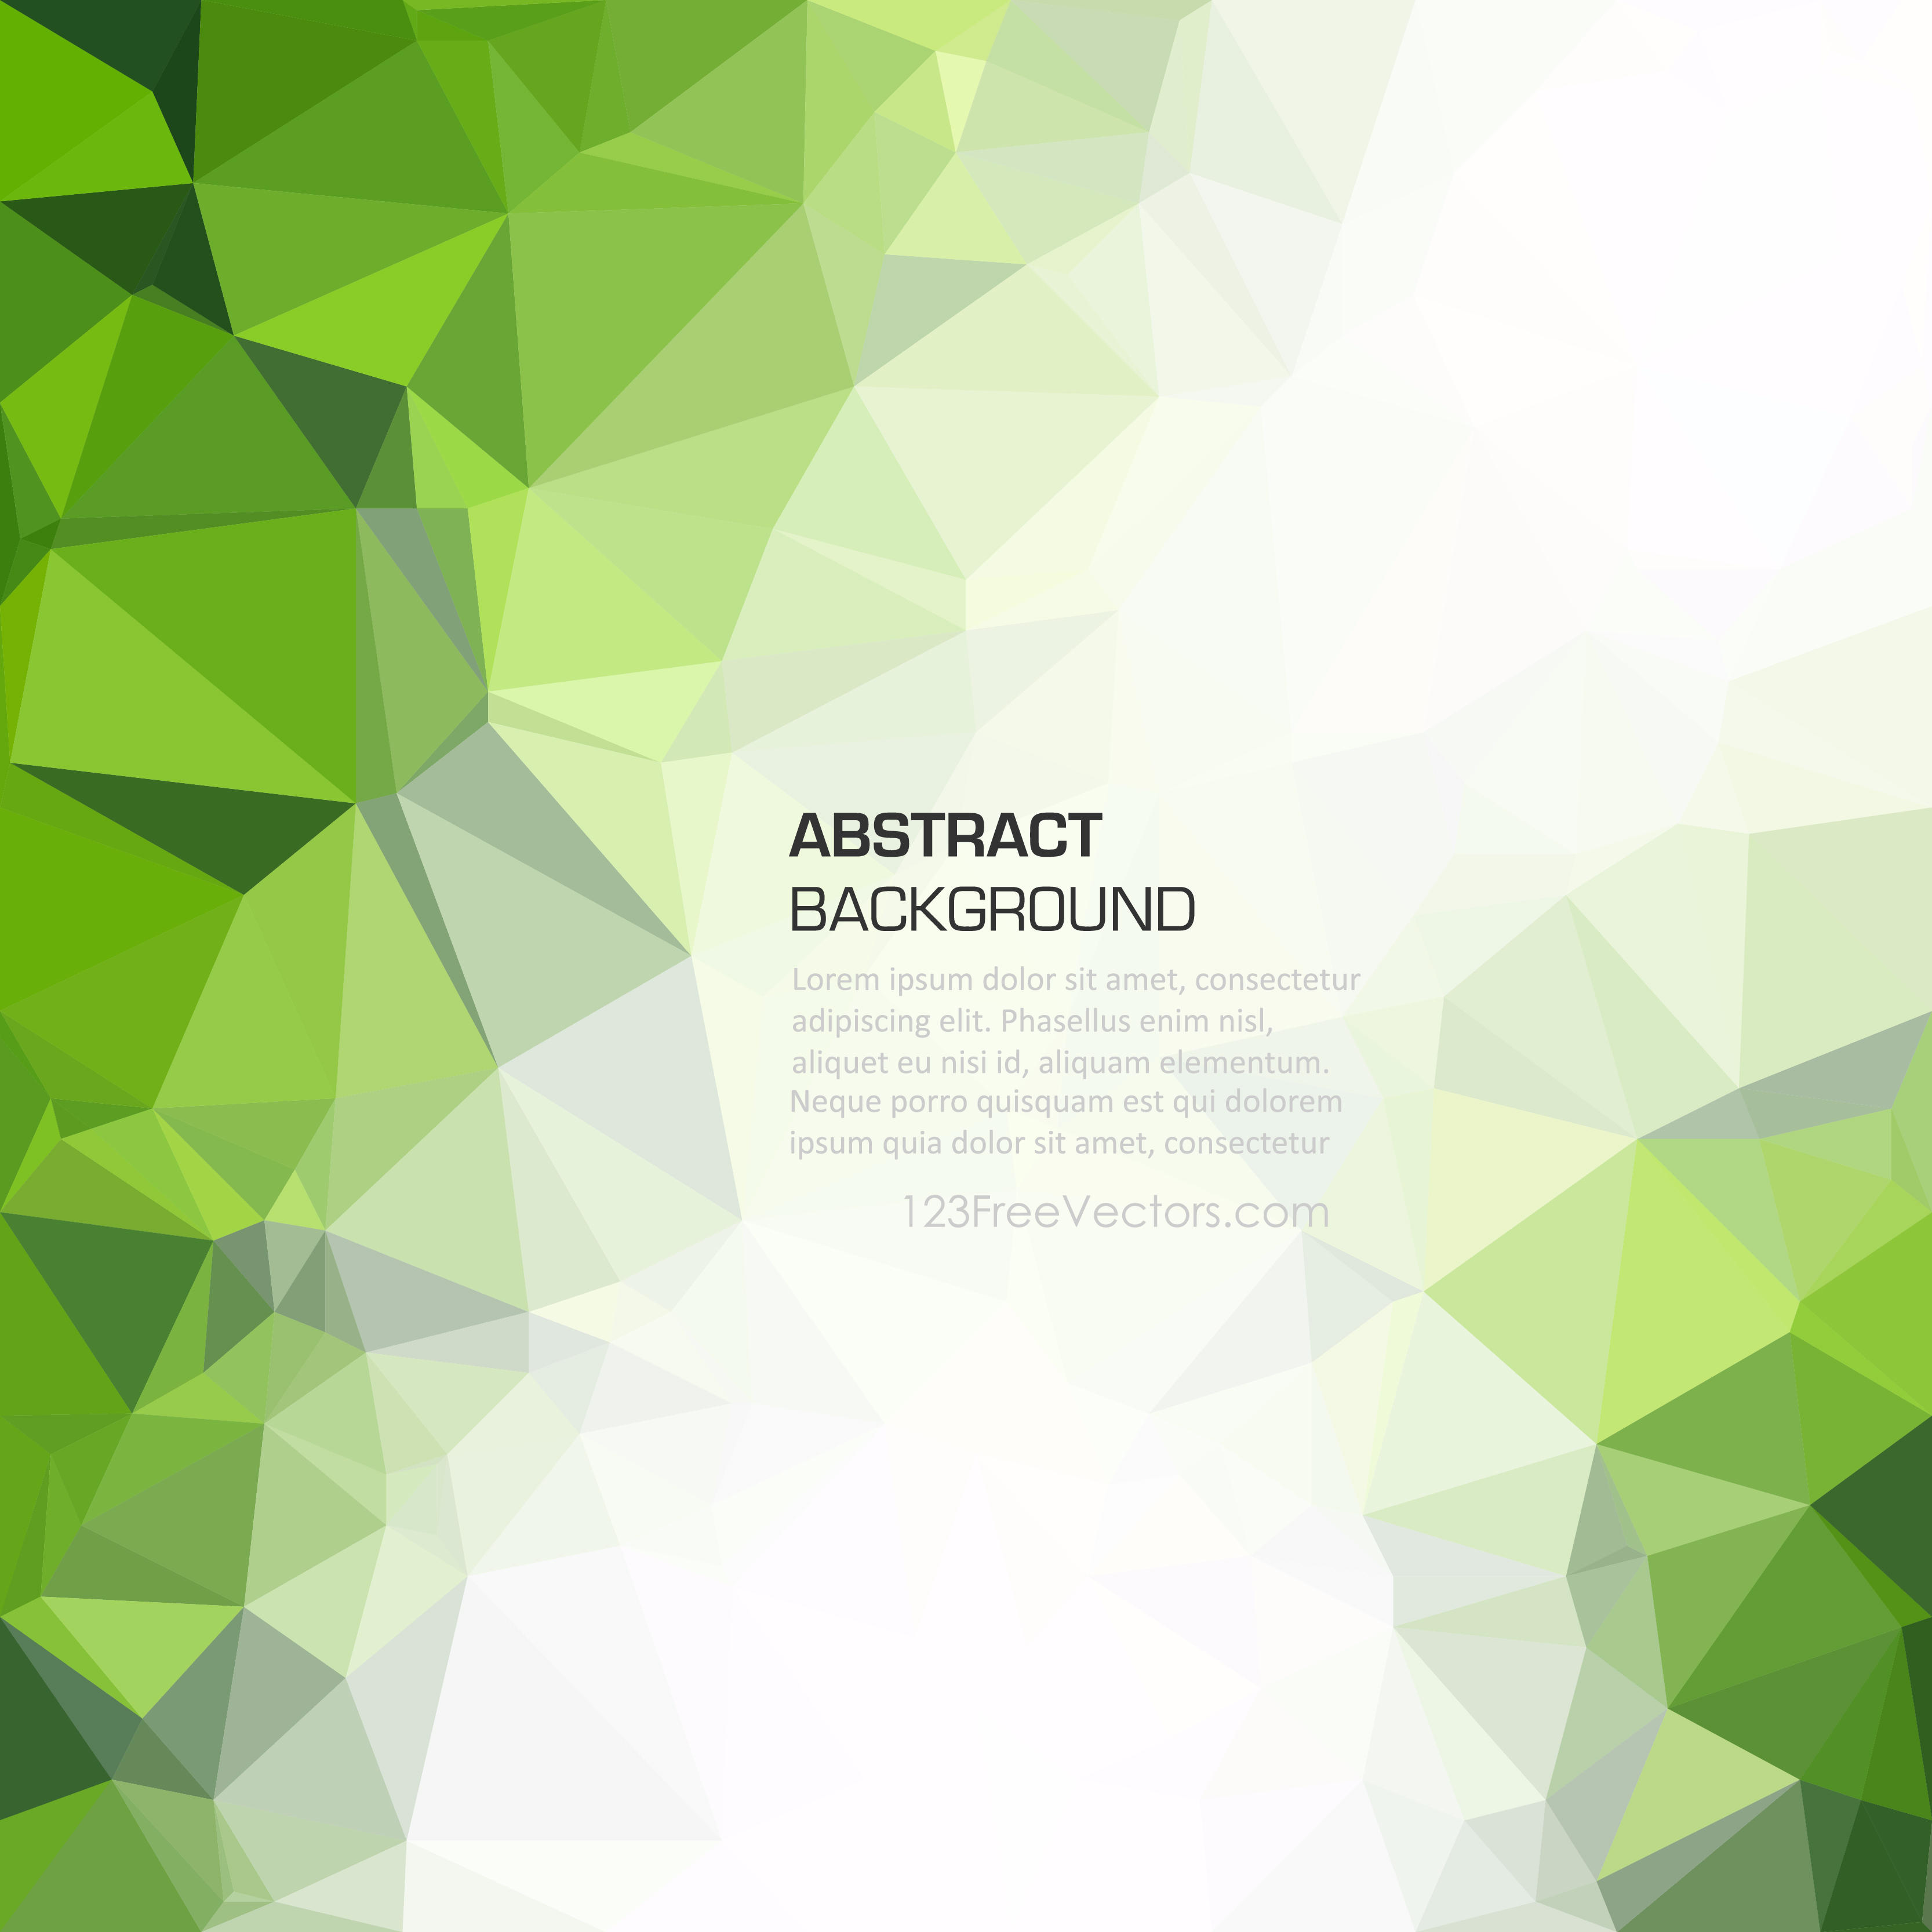 ABSTRACT
BACKGROUND
Lorem ipsum dolor sit amet, consectetur
adipiscing elit. Phasellus enim nisl,
aliquet eu nisi id, aliquam elementum.
Neque porro quisquam est qui dolorem
ipsum quia dolor sit amet, consectetur
123FreeVectors.com